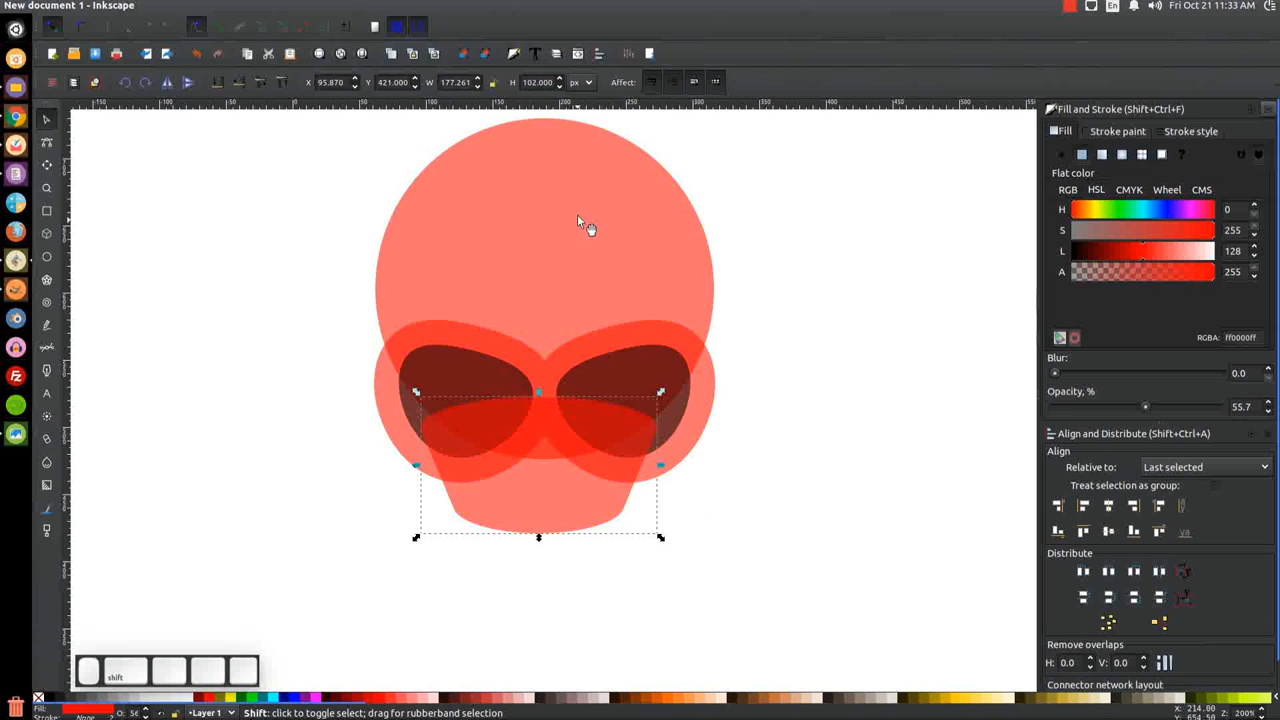 New document 1 - Inkscape
En
Fri Oct 21 11:33 AM
X 95.870 Y 421.000 W 177.261 H 102.000 px Affect:
Fill and Stroke (Shift+Ctrl+F)
Fill Stroke paint Stroke style
?
Flat color
RGB HSL CMYK Wheel CMS
H 0
S 255
L 128
A 255
RGBA: ff0000ff
Blur:
0.0
Opacity, %
55.7
Align and Distribute (Shift+Ctrl+A)
Align
Relative to: Last selected
Treat selection as group:
Distribute
Remove overlaps
H: 0.0 V: 0.0
Connector network layout
shift
Fill:
Stroke: None
O: 56
Layer 1
Shift: click to toggle select; drag for rubberband selection
X: 214.00
Y: 654.50
Z: 200%